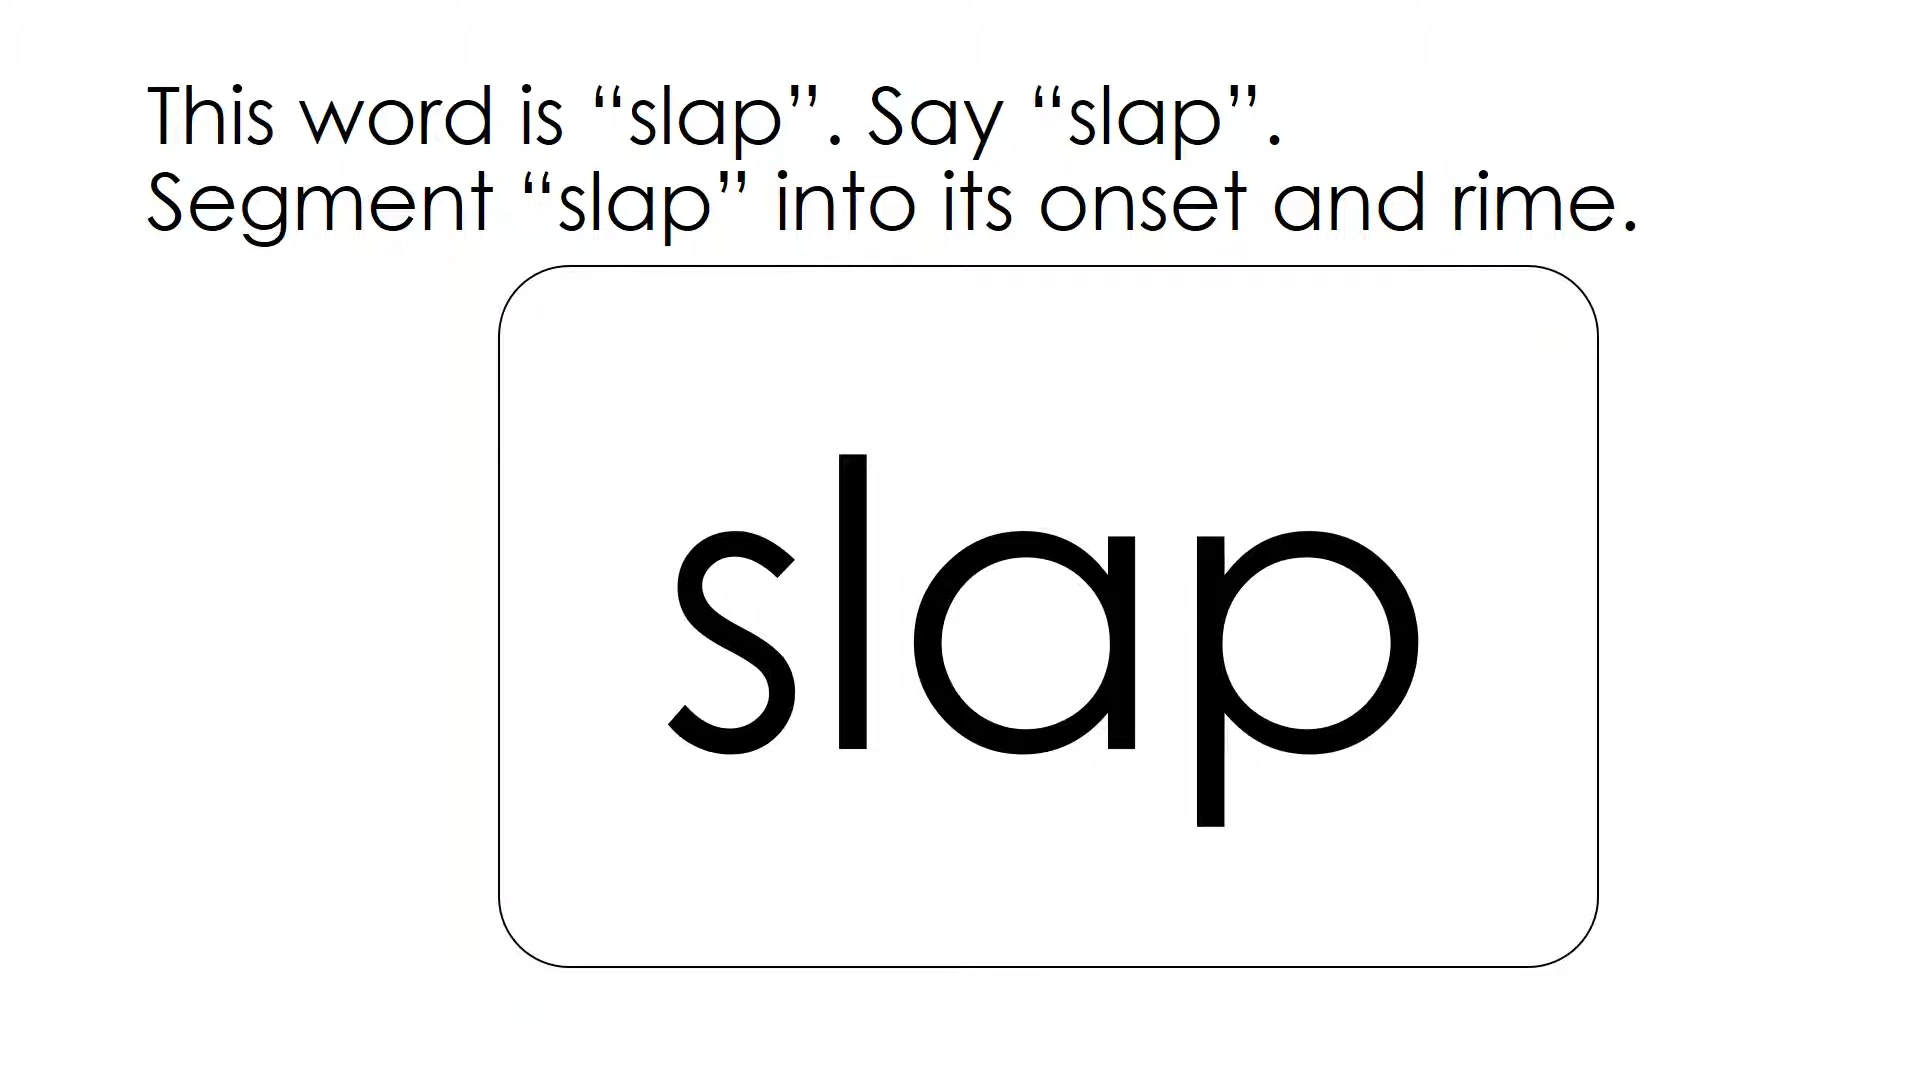 This word is “slap”. Say “slap”.
Segment “slap” into its onset and rime.
slap